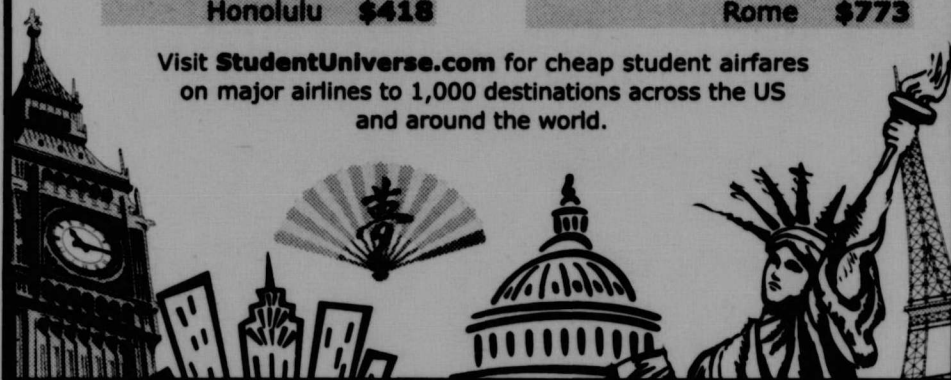 Honolulu $418
Rome $773
Visit StudentUniverse.com for cheap student airfares
on major airlines to 1,000 destinations across the US
and around the world.